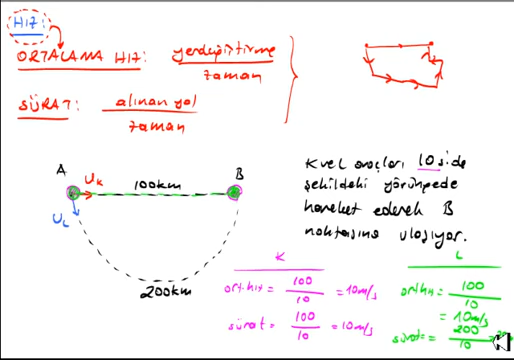 HIZ:
ORTALAMA HIZ: yerdeğiştirme
zaman
SÜRAT: alınan yol
zaman
A
B
UK
100km
UL
200km
K ve L araçları 10 s'de
şekildeki yörüngede
hareket ederek B
noktasına ulaşıyor.
K
ort.hız = 100/10 = 10m/s
sürat = 100/10 = 10m/s
L
ort.hız = 100/10
= 10m/s
sürat = 200/10